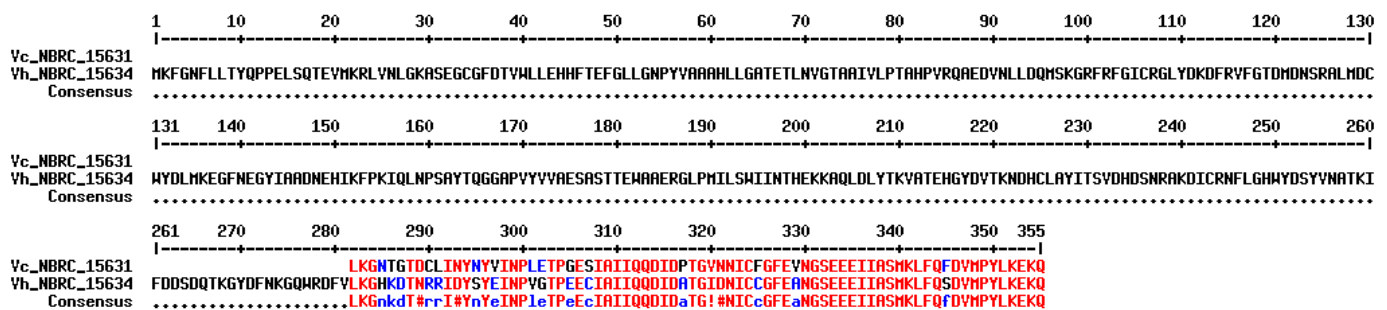 1 10 20 30 40 50 60 70 80 90 100 110 120 130
|--------+---------+---------+---------+---------+---------+---------+---------+---------+---------+---------+---------+---------|
Vc_NBRC_15631
Vh_NBRC_15634 MKFGNFLLTYQPPELSQTEVMKRLVNLGKASEGCGFDTVWLLEHHFTEFGLLGNPYVAAAHLLGATETLNVGTAAIVLPTAHPVRQAEDVNLLDQMSKGRFRFGICRGLYDKDFRVFGTDMDNSRALMDC
Consensus ..................................................................................................................................
131 140 150 160 170 180 190 200 210 220 230 240 250 260
|--------+---------+---------+---------+---------+---------+---------+---------+---------+---------+---------+---------+---------|
Vc_NBRC_15631
Vh_NBRC_15634 WYDLMKEGFNEGYIAADNEHIKFPKIQLNPSAYTQGGAPVYVVAESASTTEWAAERGLPMILSWIINTHEKKAQLDLYTKVATEHGYDVTKNDHCLAYITSVDHDSNRAKDICRNFLGHWYDSYVNATKI
Consensus ..................................................................................................................................
261 270 280 290 300 310 320 330 340 350 355
|--------+---------+---------+---------+---------+---------+---------+---------+---------+----|
Vc_NBRC_15631 LKGNTGTDCLINYNYVINPLETPGESIAIIQQDIDPTGVNNICFGFEVNGSEEEIIASMKLFQFDVMPYLKEKQ
Vh_NBRC_15634 FDDSDQTKGYDFNKGQWRDFVLKGHKDTNRRIDYSYEINPVGTPEECIAIIQQDIDATGIDNICCGFEANGSEEEIIASMKLFQSDVMPYLKEKQ
Consensus .....................LKGnkdT#rrI#YnYeINPleTPeEcIAIIQQDIDaTG!#NICcGFEaNGSEEEIIASMKLFQfDVMPYLKEKQ